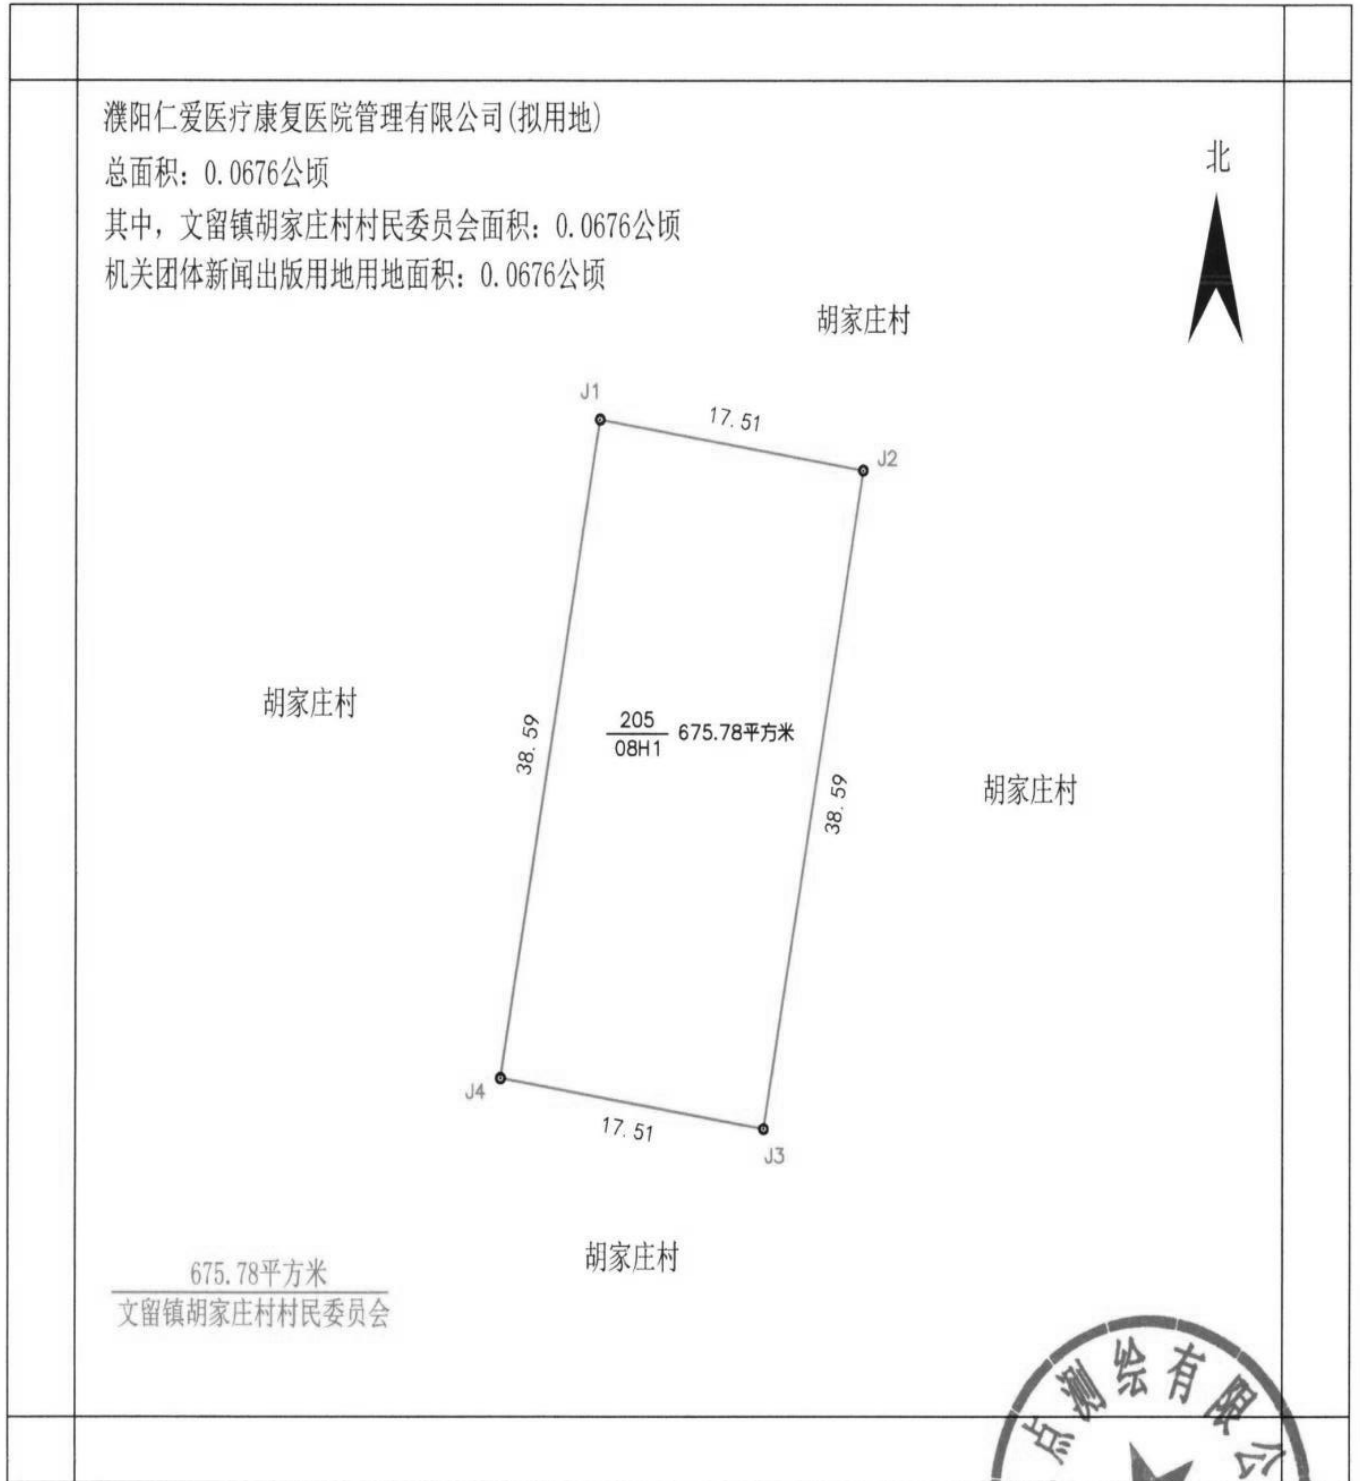 濮阳仁爱医疗康复医院管理有限公司(拟用地)
总面积：0.0676公顷
其中，文留镇胡家庄村村民委员会面积：0.0676公顷
机关团体新闻出版用地用地面积：0.0676公顷
北
胡家庄村
J1
17.51
J2
胡家庄村
38.59
205
08H1
675.78平方米
38.59
胡家庄村
J4
17.51
J3
胡家庄村
675.78平方米
文留镇胡家庄村村民委员会
点测绘有限公